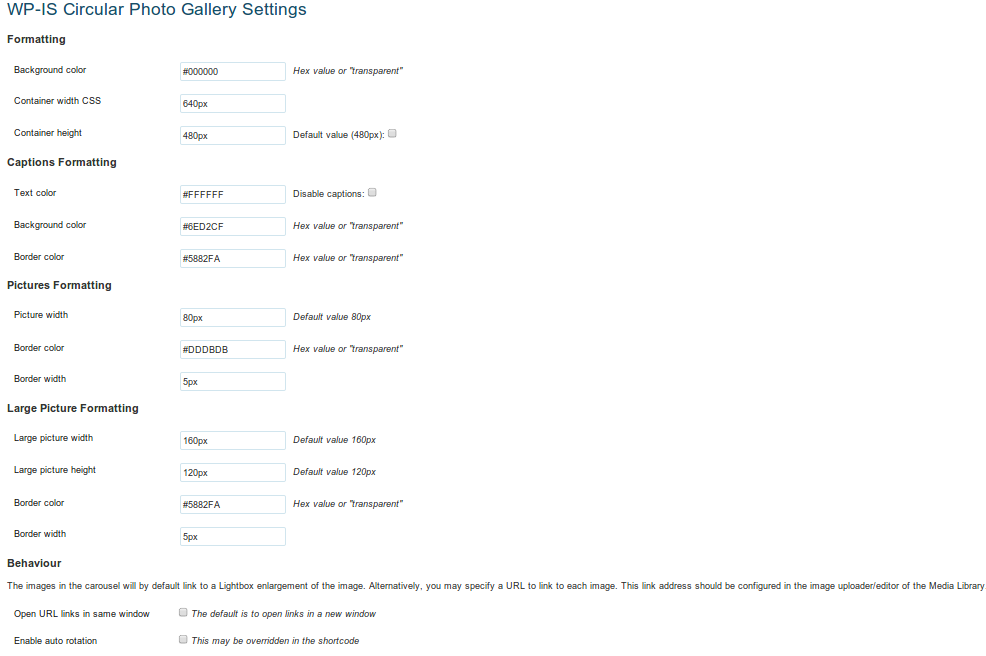 WP-IS Circular Photo Gallery Settings
Formatting
Background color #000000 Hex value or "transparent"
Container width CSS 640px
Container height 480px Default value (480px):
Captions Formatting
Text color #FFFFFF Disable captions:
Background color #6ED2CF Hex value or "transparent"
Border color #5882FA Hex value or "transparent"
Pictures Formatting
Picture width 80px Default value 80px
Border color #DDDBDB Hex value or "transparent"
Border width 5px
Large Picture Formatting
Large picture width 160px Default value 160px
Large picture height 120px Default value 120px
Border color #5882FA Hex value or "transparent"
Border width 5px
Behaviour
The images in the carousel will by default link to a Lightbox enlargement of the image. Alternatively, you may specify a URL to link to each image. This link address should be configured in the image uploader/editor of the Media Library
Open URL links in same window The default is to open links in a new window
Enable auto rotation This may be overridden in the shortcode